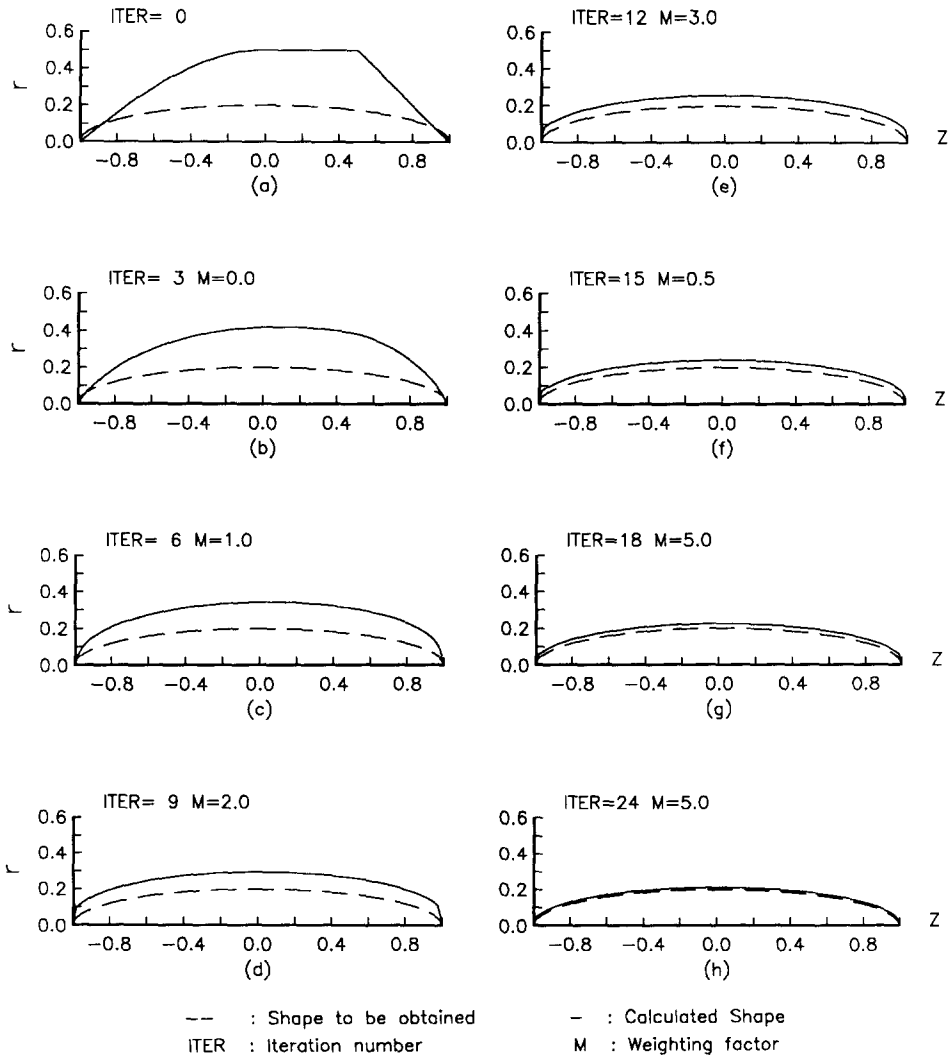 ITER= 0
r
0.6
0.4
0.2
0.0
−0.8 −0.4 0.0 0.4 0.8
(a)
ITER=12 M=3.0
0.6
0.4
0.2
0.0
−0.8 −0.4 0.0 0.4 0.8
Z
(e)
ITER= 3 M=0.0
r
0.6
0.4
0.2
0.0
−0.8 −0.4 0.0 0.4 0.8
(b)
ITER=15 M=0.5
0.6
0.4
0.2
0.0
−0.8 −0.4 0.0 0.4 0.8
Z
(f)
ITER= 6 M=1.0
r
0.6
0.4
0.2
0.0
−0.8 −0.4 0.0 0.4 0.8
(c)
ITER=18 M=5.0
0.6
0.4
0.2
0.0
−0.8 −0.4 0.0 0.4 0.8
Z
(g)
ITER= 9 M=2.0
r
0.6
0.4
0.2
0.0
−0.8 −0.4 0.0 0.4 0.8
(d)
ITER=24 M=5.0
0.6
0.4
0.2
0.0
−0.8 −0.4 0.0 0.4 0.8
Z
(h)
−− : Shape to be obtained
− : Calculated Shape
ITER : Iteration number
M : Weighting factor